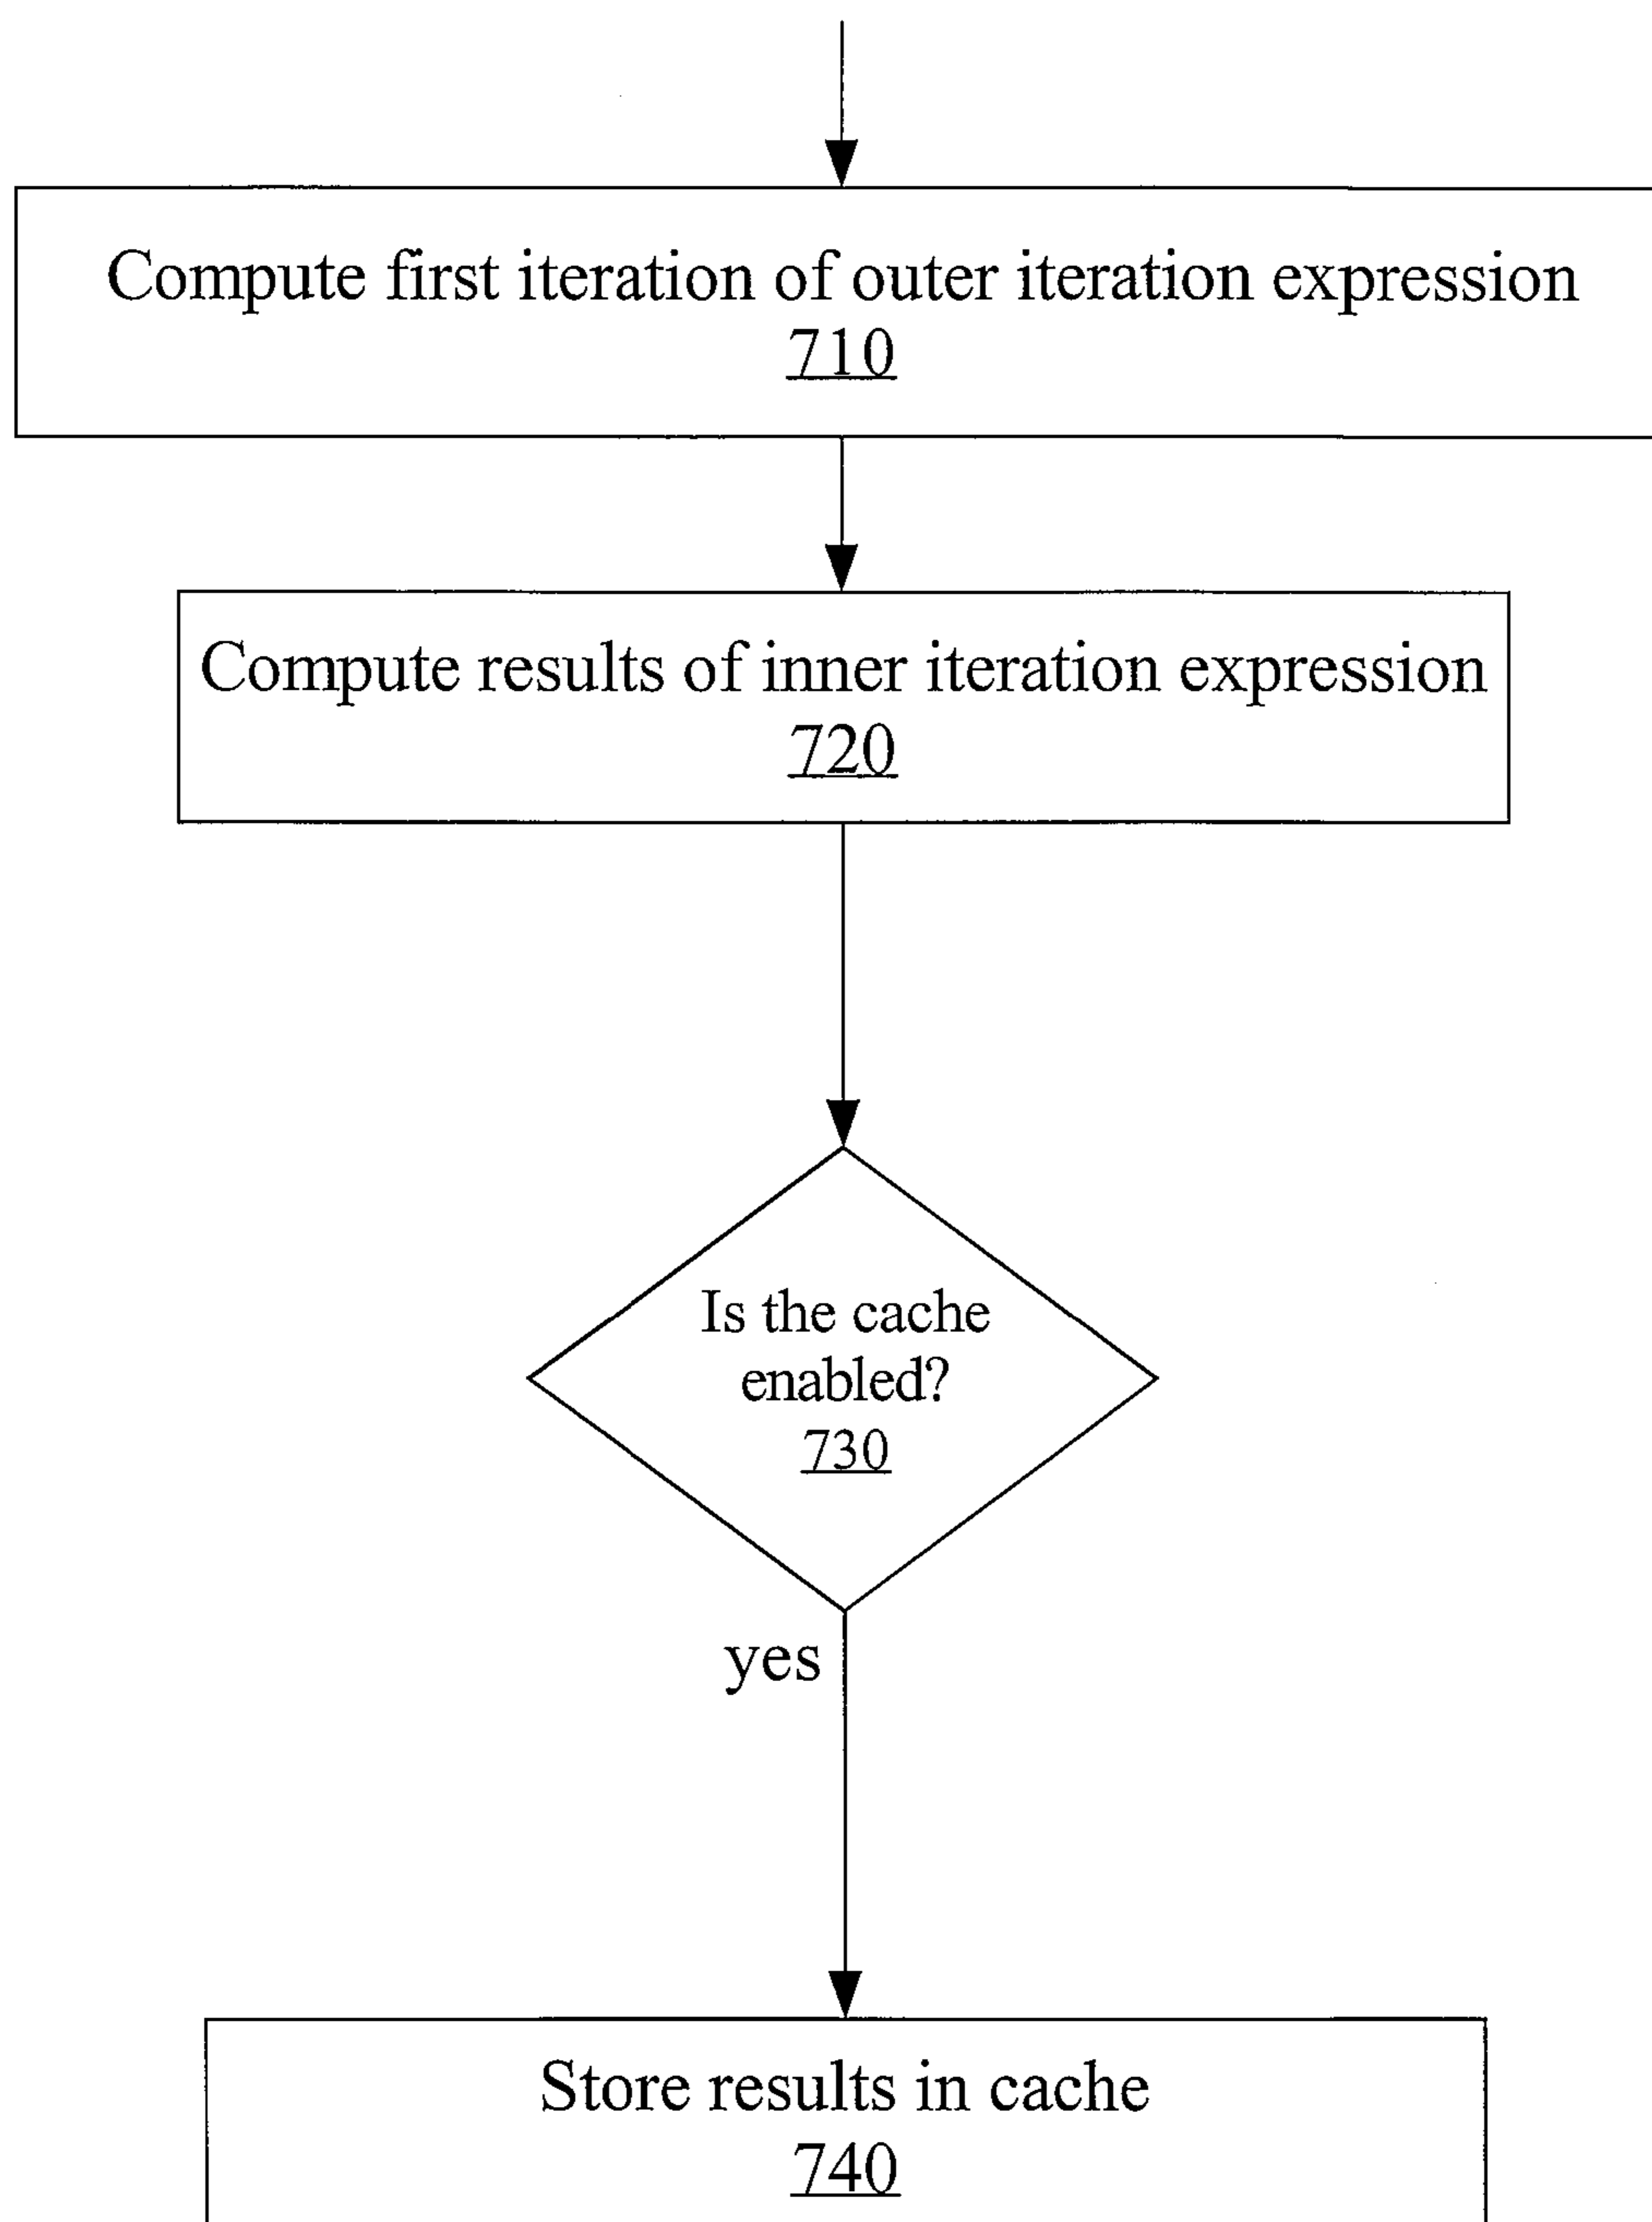 Compute first iteration of outer iteration expression
710
Compute results of inner iteration expression
720
Is the cache
enabled?
730
yes
Store results in cache
740